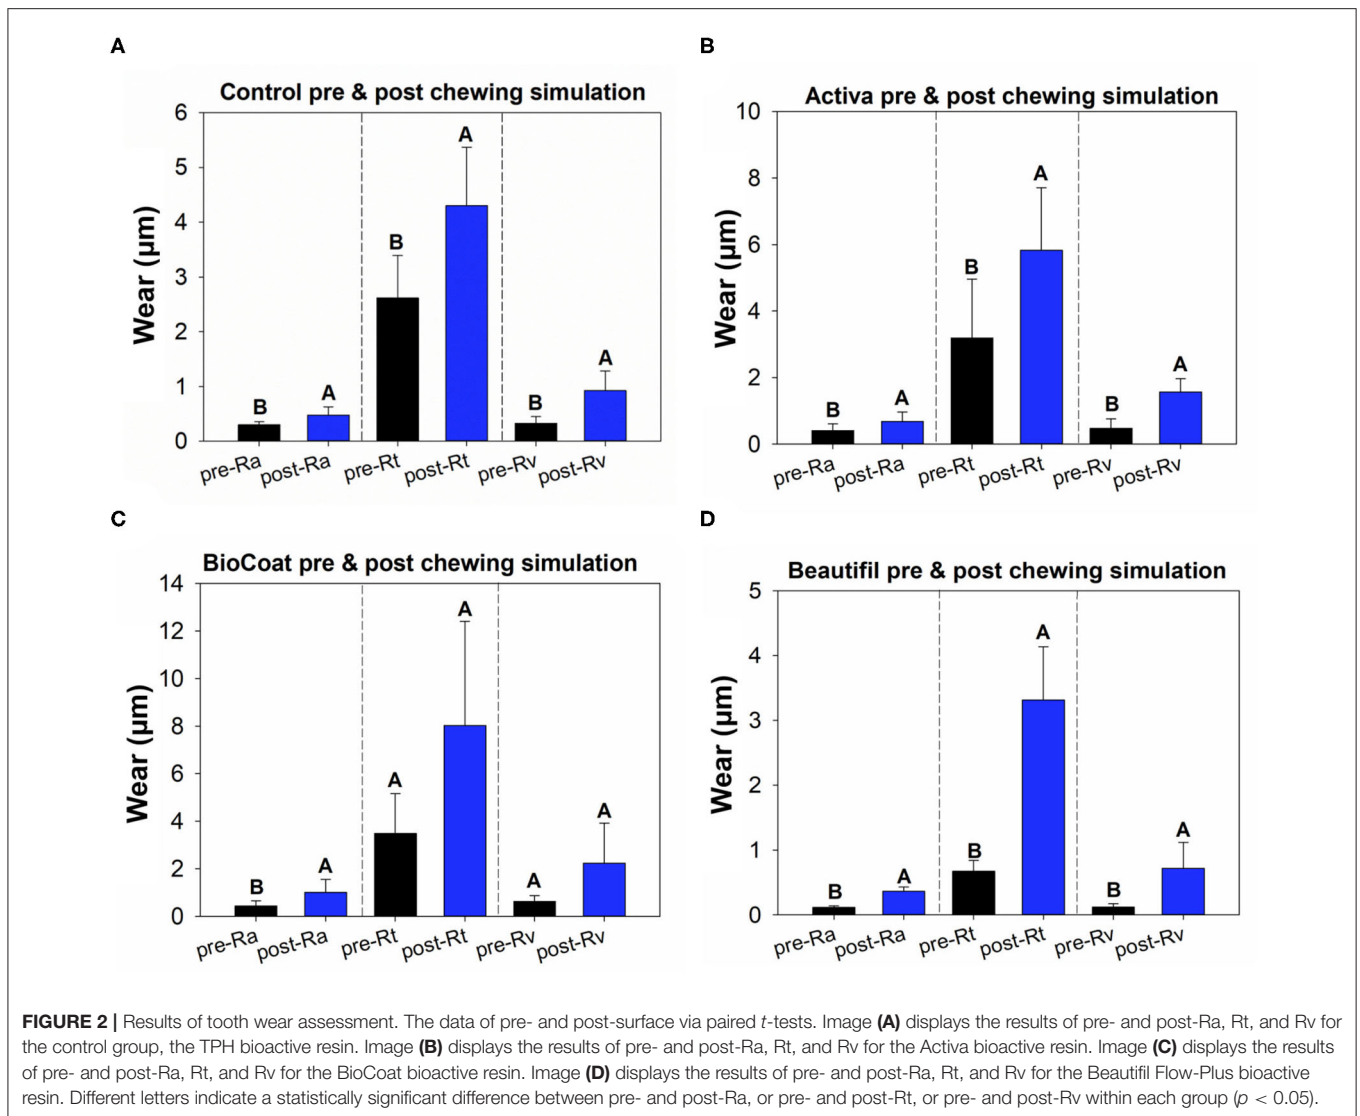 A
Control pre & post chewing simulation
6
5
4
3
2
1
0
Wear (µm)
B
A
B
A
B
A
pre-Ra
post-Ra
pre-Rt
post-Rt
pre-Rv
post-Rv
B
Activa pre & post chewing simulation
10
8
6
4
2
0
Wear (µm)
B
A
B
A
B
A
pre-Ra
post-Ra
pre-Rt
post-Rt
pre-Rv
post-Rv
C
BioCoat pre & post chewing simulation
14
12
10
8
6
4
2
0
Wear (µm)
B
A
A
A
A
A
pre-Ra
post-Ra
pre-Rt
post-Rt
pre-Rv
post-Rv
D
Beautifil pre & post chewing simulation
5
4
3
2
1
0
Wear (µm)
B
A
B
A
B
A
pre-Ra
post-Ra
pre-Rt
post-Rt
pre-Rv
post-Rv
FIGURE 2 | Results of tooth wear assessment. The data of pre- and post-surface via paired t-tests. Image (A) displays the results of pre- and post-Ra, Rt, and Rv for
the control group, the TPH bioactive resin. Image (B) displays the results of pre- and post-Ra, Rt, and Rv for the Activa bioactive resin. Image (C) displays the results
of pre- and post-Ra, Rt, and Rv for the BioCoat bioactive resin. Image (D) displays the results of pre- and post-Ra, Rt, and Rv for the Beautifil Flow-Plus bioactive
resin. Different letters indicate a statistically significant difference between pre- and post-Ra, or pre- and post-Rt, or pre- and post-Rv within each group (p < 0.05).